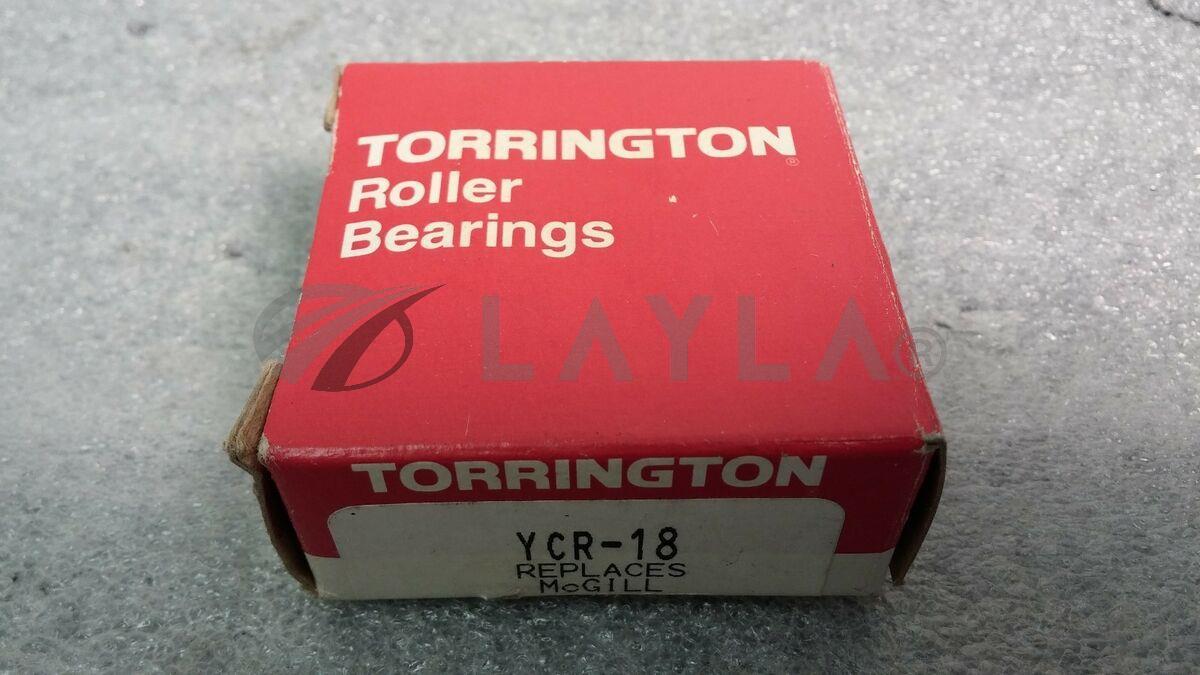 TORRINGTON®
Roller
Bearings
LAYLA®
TORRINGTON
YCR-18
REPLACES
McGILL